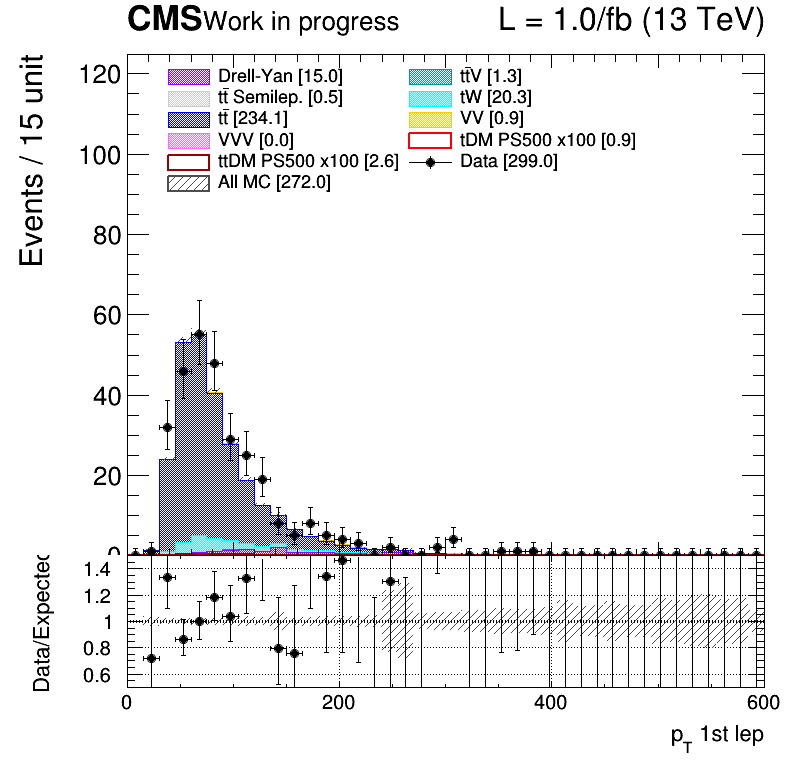 CMS Work in progress L = 1.0/fb (13 TeV)
Events / 15 unit
120
100
80
60
40
20
0
Drell-Yan [15.0]
tt̄ Semilep. [0.5]
tt̄ [234.1]
VVV [0.0]
ttDM PS500 x100 [2.6]
All MC [272.0]
tt̄V [1.3]
tW [20.3]
VV [0.9]
tDM PS500 x100 [0.9]
Data [299.0]
Data/Expected
1.4
1.2
1
0.8
0.6
0 200 400 600
p_T 1st lep